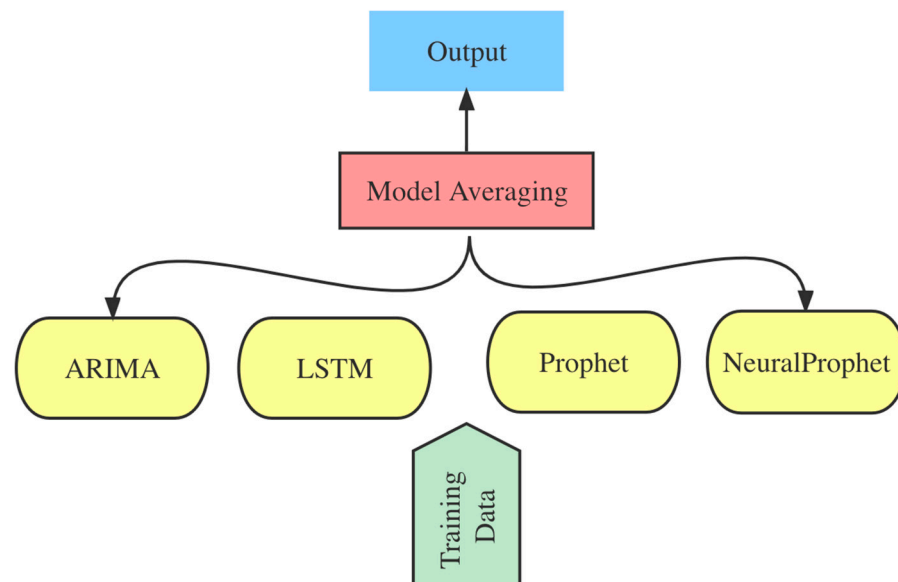 Output
Model Averaging
ARIMA
LSTM
Prophet
NeuralProphet
Training
Data